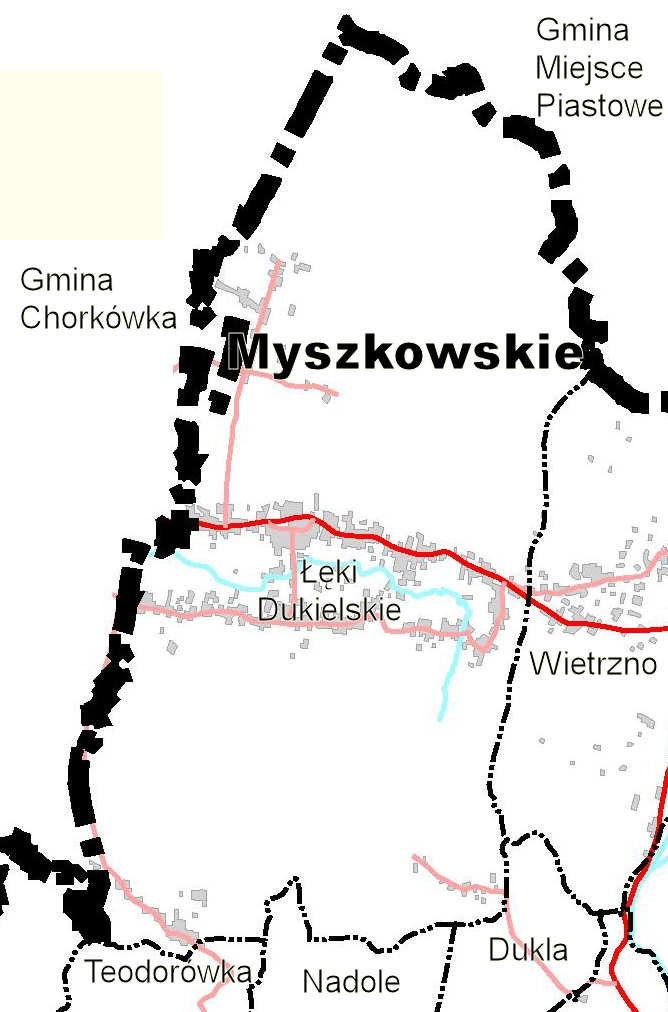 Gmina
Miejsce
Piastowe
Gmina
Chorkówka
Myszkowskie
Łęki
Dukielskie
Wietrzno
Teodorówka
Nadole
Dukla